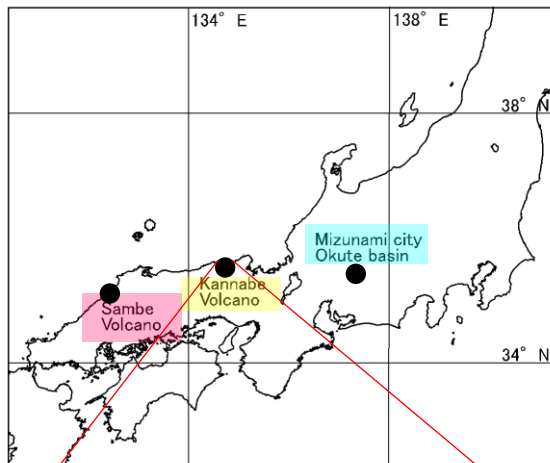 134° E
138° E
38° N
Mizunami city
Okute basin
Kannabe
Volcano
Sambe
Volcano
34° N